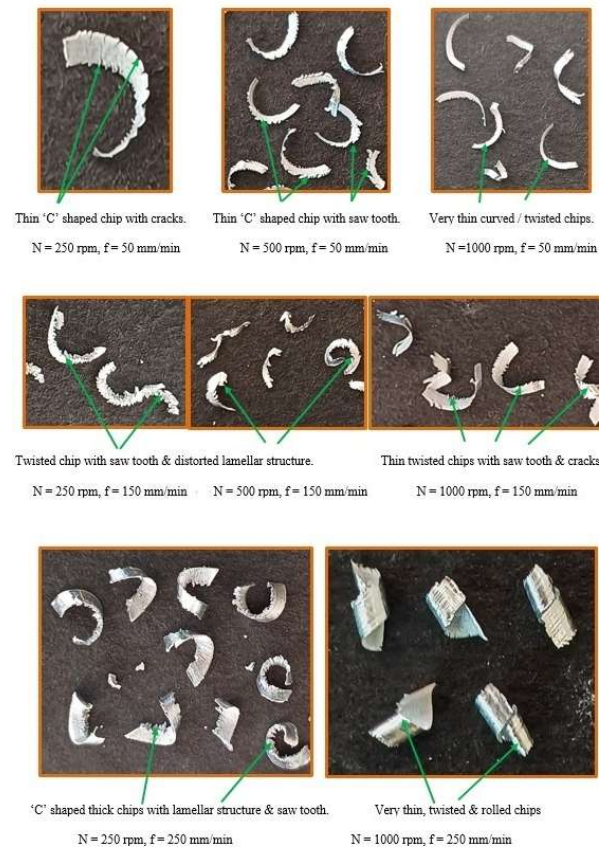 Thin ‘C’ shaped chip with cracks.
N = 250 rpm, f = 50 mm/min
Thin ‘C’ shaped chip with saw tooth.
N = 500 rpm, f = 50 mm/min
Very thin curved / twisted chips.
N =1000 rpm, f = 50 mm/min
Twisted chip with saw tooth & distorted lamellar structure.
N = 250 rpm, f = 150 mm/min
N = 500 rpm, f = 150 mm/min
Thin twisted chips with saw tooth & cracks
N = 1000 rpm, f = 150 mm/min
‘C’ shaped thick chips with lamellar structure & saw tooth.
N = 250 rpm, f = 250 mm/min
Very thin, twisted & rolled chips
N = 1000 rpm, f = 250 mm/min